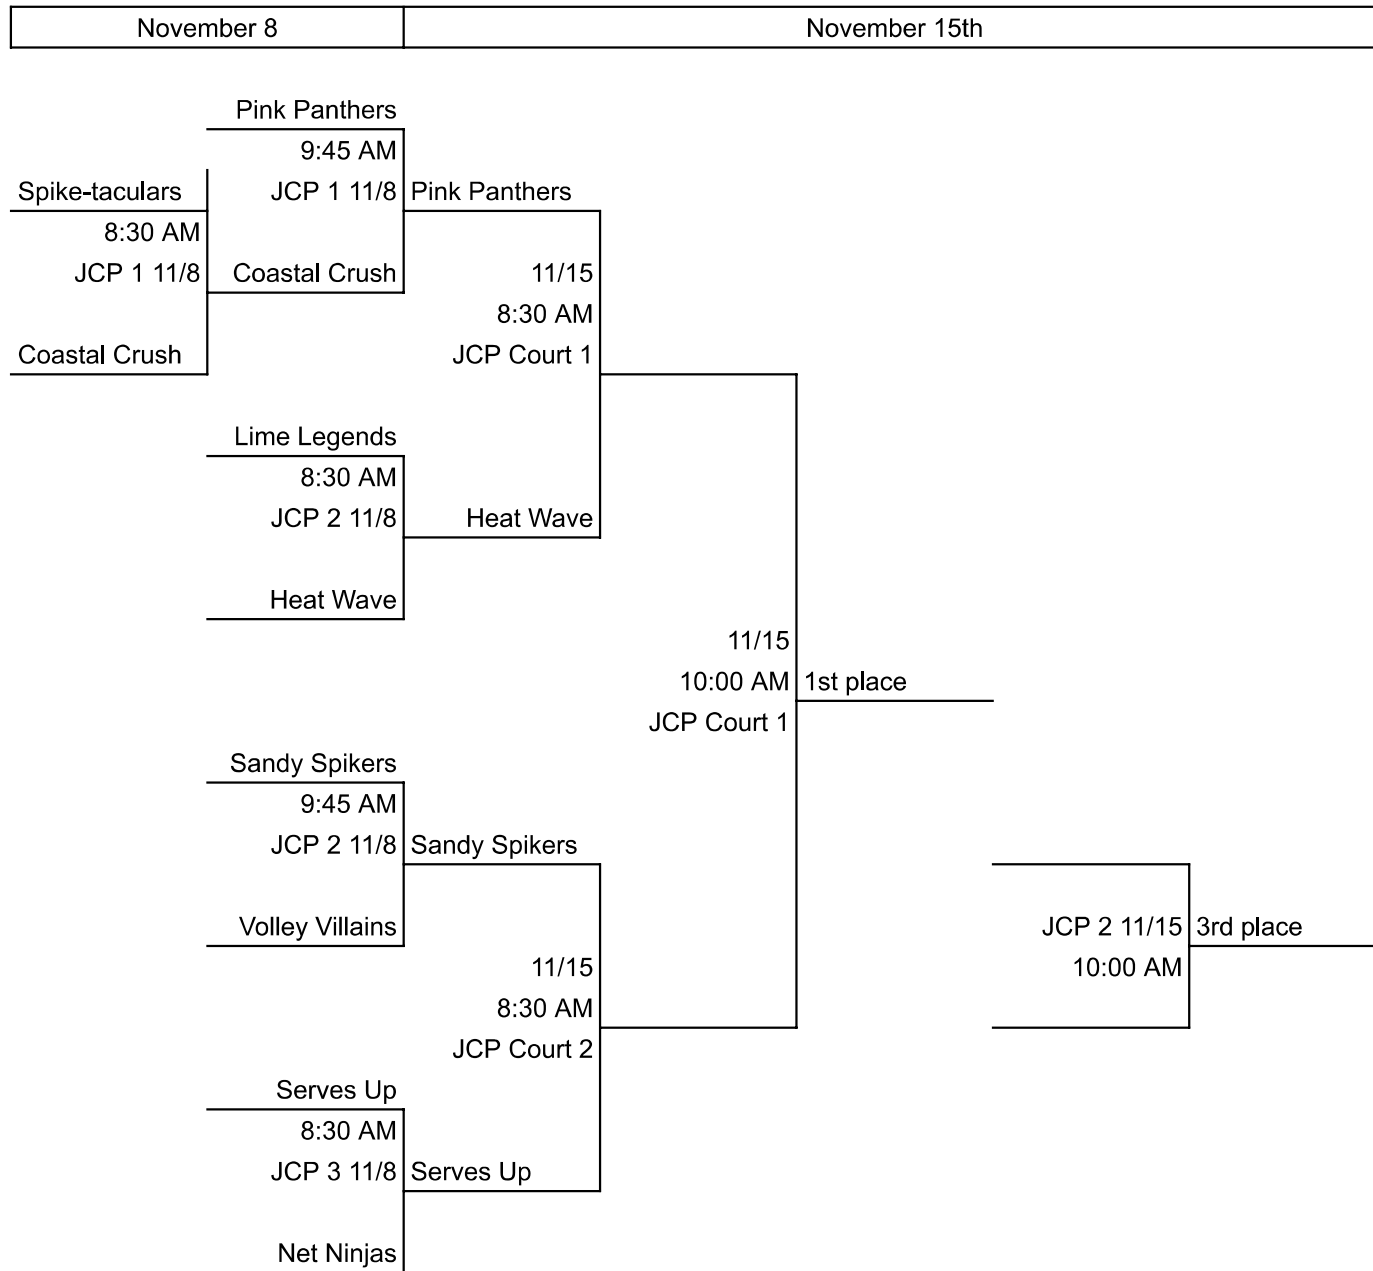 November 8
November 15th
Pink Panthers
9:45 AM
Spike-taculars
JCP 1 11/8
Pink Panthers
8:30 AM
JCP 1 11/8
Coastal Crush
11/15
8:30 AM
Coastal Crush
JCP Court 1
Lime Legends
8:30 AM
JCP 2 11/8
Heat Wave
Heat Wave
11/15
10:00 AM
1st place
JCP Court 1
Sandy Spikers
9:45 AM
JCP 2 11/8
Sandy Spikers
Volley Villains
JCP 2 11/15
3rd place
11/15
10:00 AM
8:30 AM
JCP Court 2
Serves Up
8:30 AM
JCP 3 11/8
Serves Up
Net Ninjas